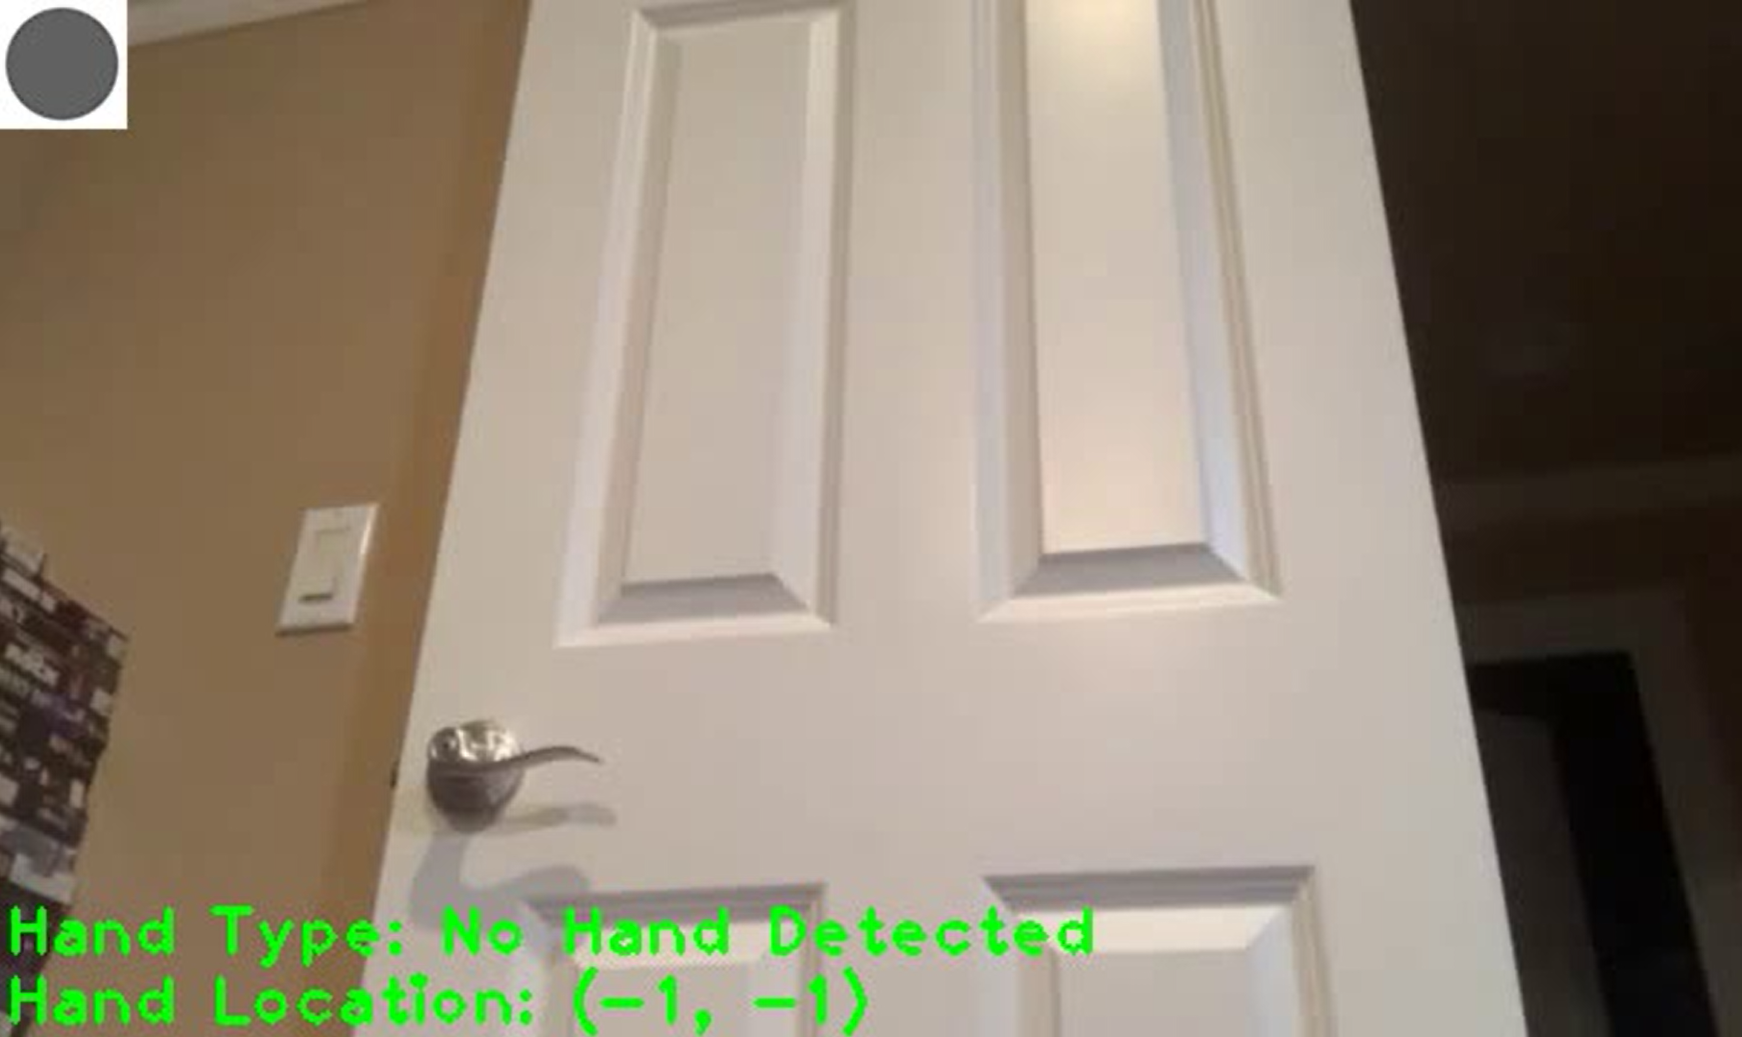 Hand Type: No Hand Detected
Hand Location: (-1, -1)